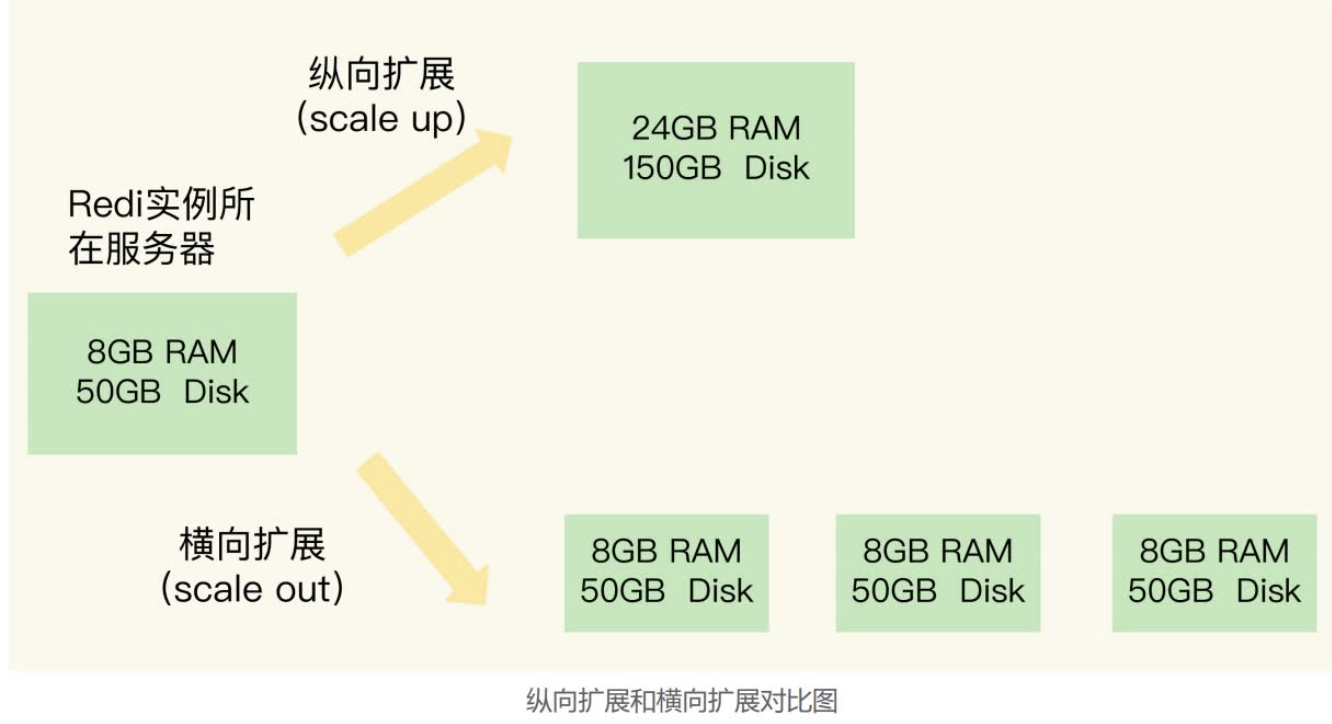 纵向扩展
(scale up)
24GB RAM
150GB Disk
Redi实例所
在服务器
8GB RAM
50GB Disk
横向扩展
(scale out)
8GB RAM
50GB Disk
8GB RAM
50GB Disk
8GB RAM
50GB Disk
纵向扩展和横向扩展对比图